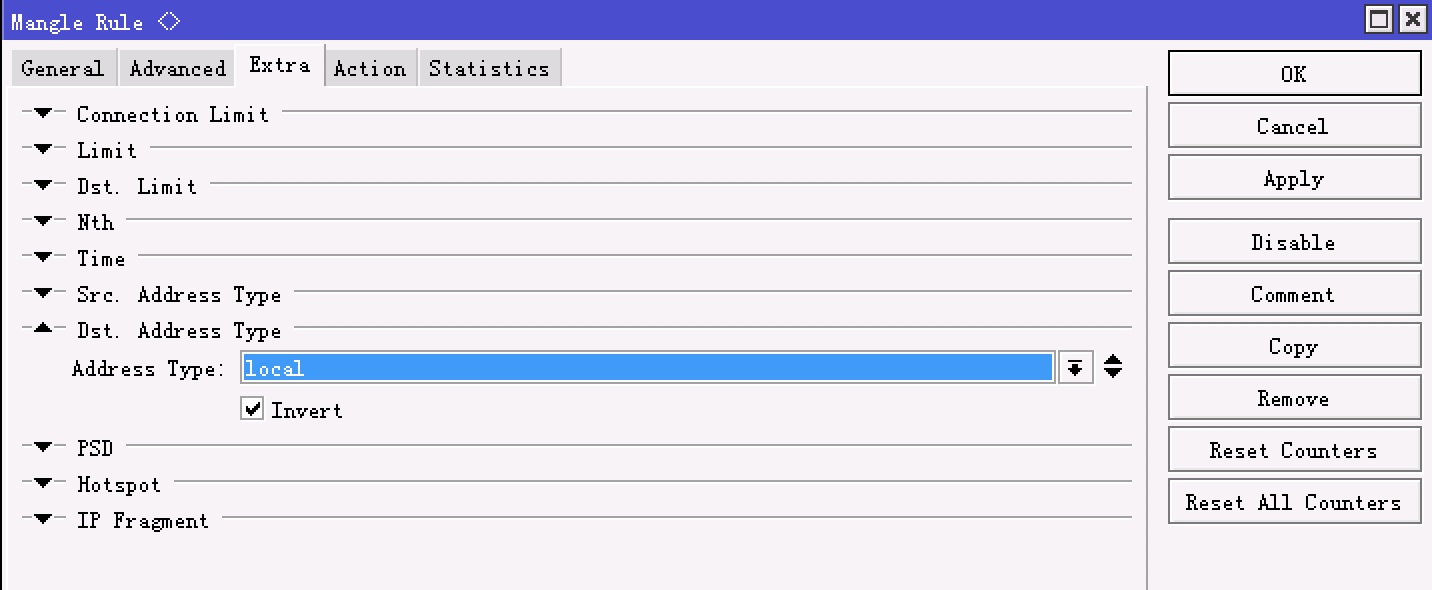 Mangle Rule <>
General Advanced Extra Action Statistics
Connection Limit
Limit
Dst. Limit
Nth
Time
Src. Address Type
Dst. Address Type
Address Type: local
Invert
PSD
Hotspot
IP Fragment
OK
Cancel
Apply
Disable
Comment
Copy
Remove
Reset Counters
Reset All Counters